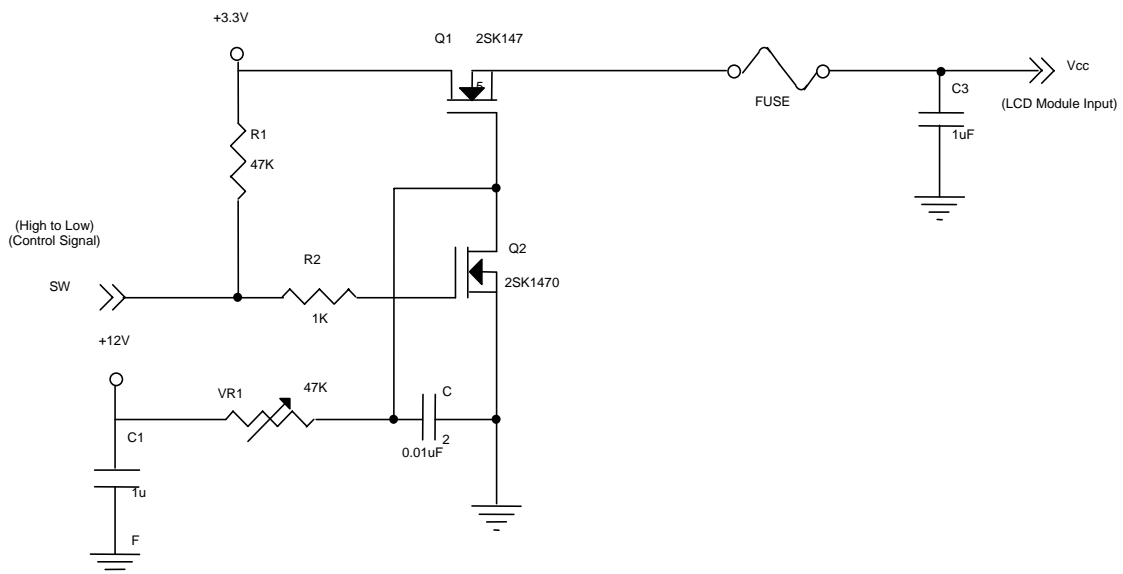 +3.3V
Q1
2SK147
5
Vcc
(LCD Module Input)
FUSE
C3
1uF
R1
47K
(High to Low)
(Control Signal)
SW
R2
1K
Q2
2SK1470
+12V
VR1
47K
C
2
0.01uF
C1
1u
F